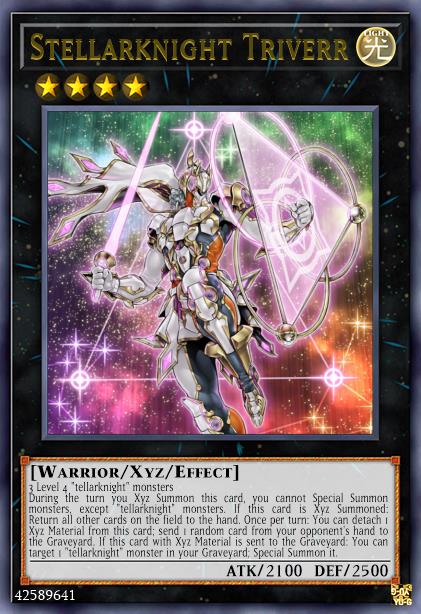 Stellarknight Triverr
LIGHT
光
[Warrior/Xyz/Effect]
3 Level 4 "tellarknight" monsters
During the turn you Xyz Summon this card, you cannot Special Summon
monsters, except "tellarknight" monsters. If this card is Xyz Summoned:
Return all other cards on the field to the hand. Once per turn: You can detach 1
Xyz Material from this card; send 1 random card from your opponent's hand to
the Graveyard. If this card with Xyz Material is sent to the Graveyard: You can
target 1 "tellarknight" monster in your Graveyard; Special Summon it.
ATK/2100 DEF/2500
42589641